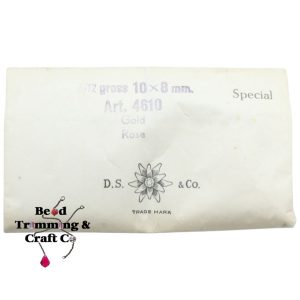 1/12 gross 10×8 mm.
Special
Art. 4610
Gold
Rose
D.S. & Co.
TRADE MARK
Bead
Trimming &
Craft Co